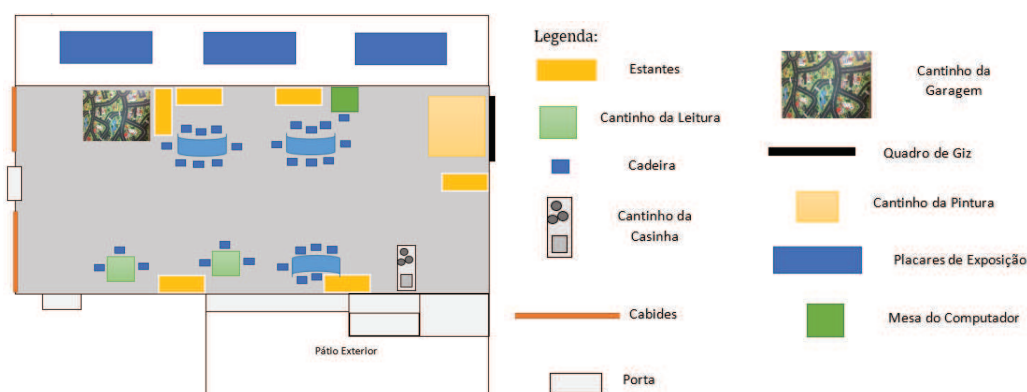 Legenda:
Estantes
Cantinho da Leitura
Cadeira
Cantinho da
Casinha
Cabides
Porta
Cantinho da
Garagem
Quadro de Giz
Cantinho da Pintura
Placares de Exposição
Mesa do Computador
Pátio Exterior